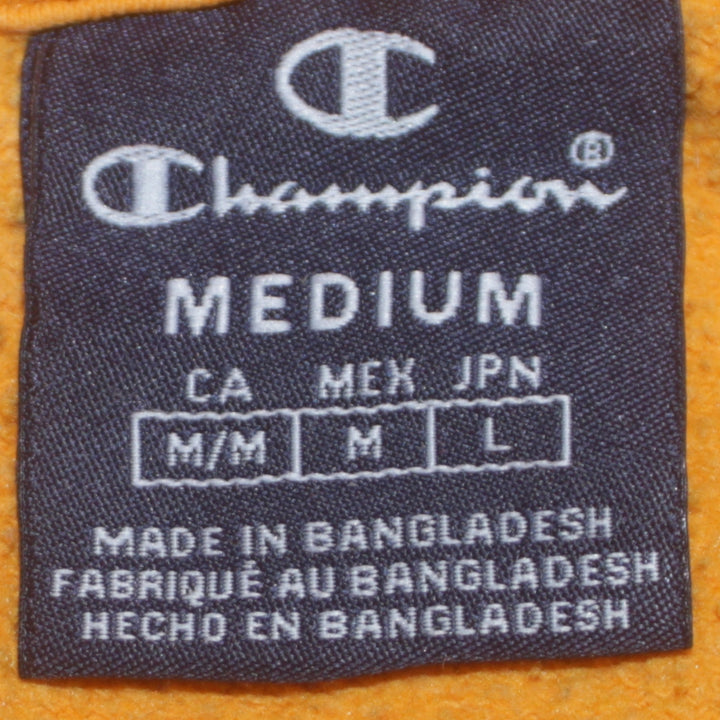 Champion®
MEDIUM
CA MEX JPN
M/M M L
MADE IN BANGLADESH
FABRIQUÉ AU BANGLADESH
HECHO EN BANGLADESH